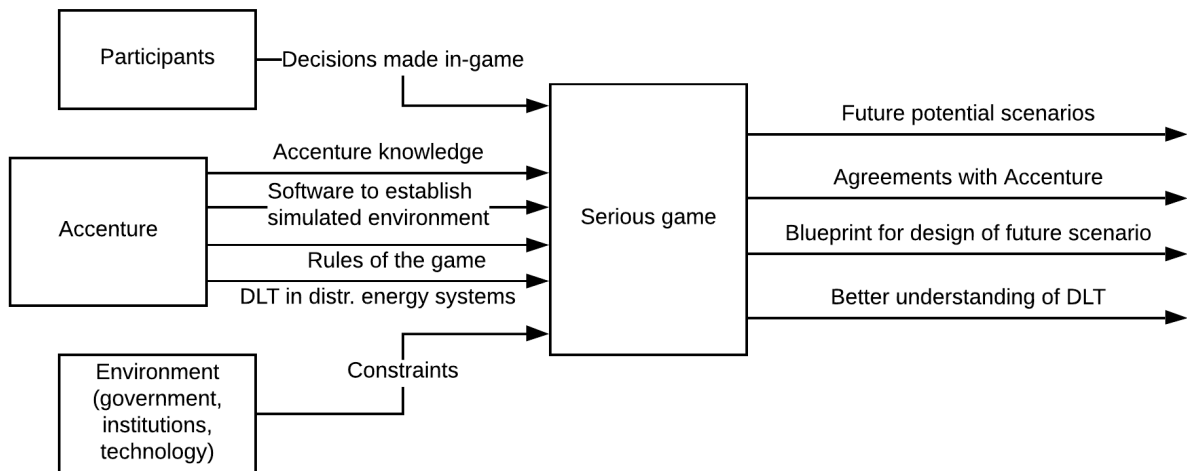 Participants
Decisions made in-game
Accenture
Accenture knowledge
Software to establish
simulated environment
Rules of the game
DLT in distr. energy systems
Environment
(government,
institutions,
technology)
Constraints
Serious game
Future potential scenarios
Agreements with Accenture
Blueprint for design of future scenario
Better understanding of DLT